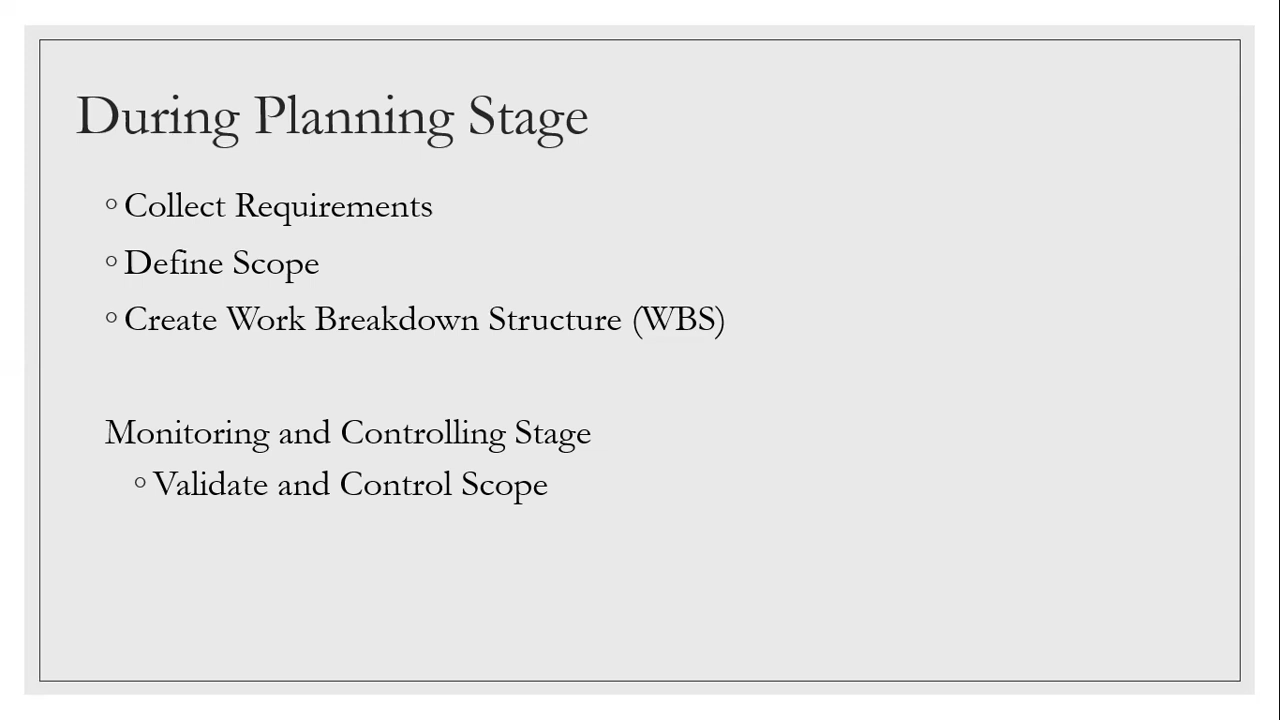 During Planning Stage
◦ Collect Requirements
◦ Define Scope
◦ Create Work Breakdown Structure (WBS)
Monitoring and Controlling Stage
◦ Validate and Control Scope